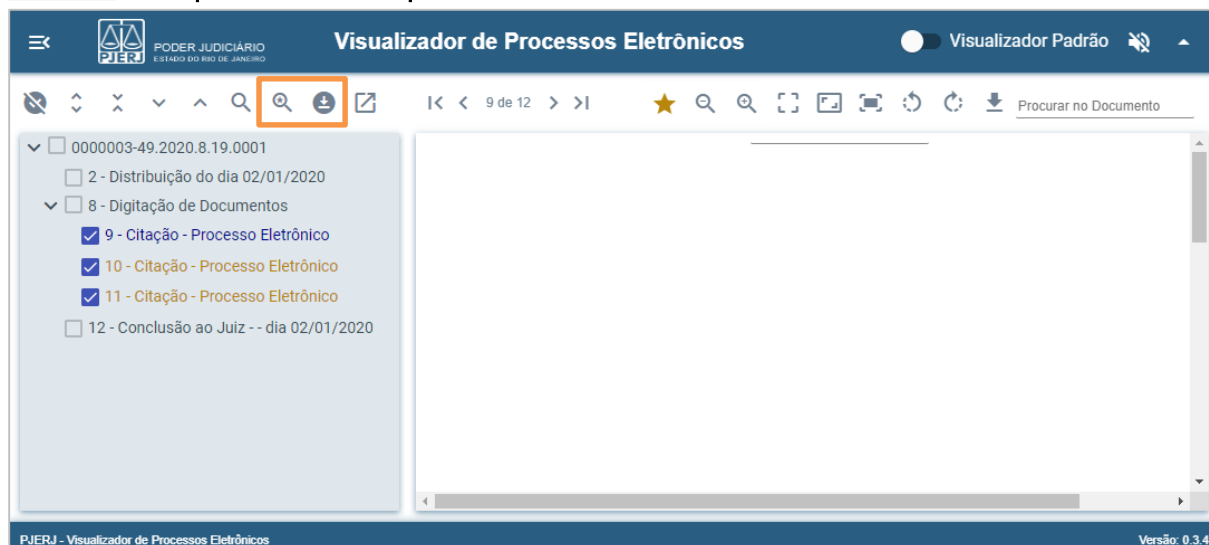 PJERJ
PODER JUDICIÁRIO
ESTADO DO RIO DE JANEIRO
Visualizador de Processos Eletrônicos
Visualizador Padrão
9 de 12
Procurar no Documento
0000003-49.2020.8.19.0001
2 - Distribuição do dia 02/01/2020
8 - Digitação de Documentos
9 - Citação - Processo Eletrônico
10 - Citação - Processo Eletrônico
11 - Citação - Processo Eletrônico
12 - Conclusão ao Juiz - - dia 02/01/2020
PJERJ - Visualizador de Processos Eletrônicos
Versão: 0.3.4